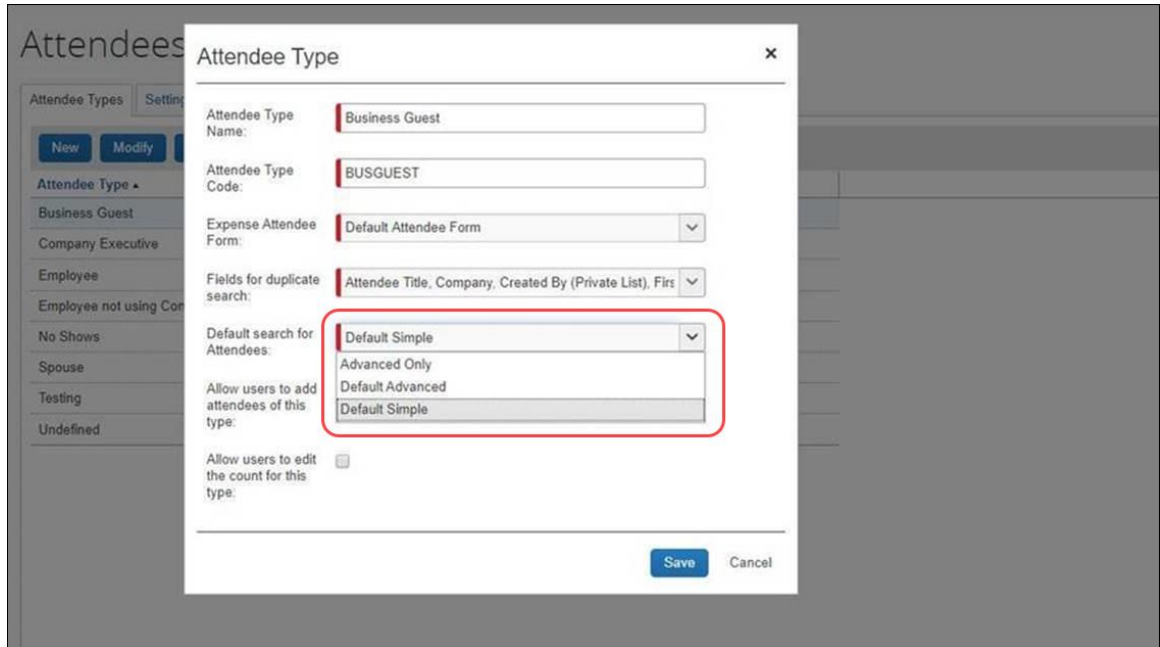 Attendees
Attendee Type
Attendee Types
Setting
Attendee Type
Name:
Business Guest
New
Modify
Attendee Type
Code:
BUSGUEST
Attendee Type
Business Guest
Expense Attendee
Form:
Default Attendee Form
Company Executive
Employee
Fields for duplicate
search:
Attendee Title, Company, Created By (Private List), Firs
Employee not using Con
No Shows
Default search for
Attendees:
Default Simple
Advanced Only
Default Advanced
Default Simple
Spouse
Allow users to add
attendees of this
type:
Testing
Undefined
Allow users to edit
the count for this
type:
Save
Cancel